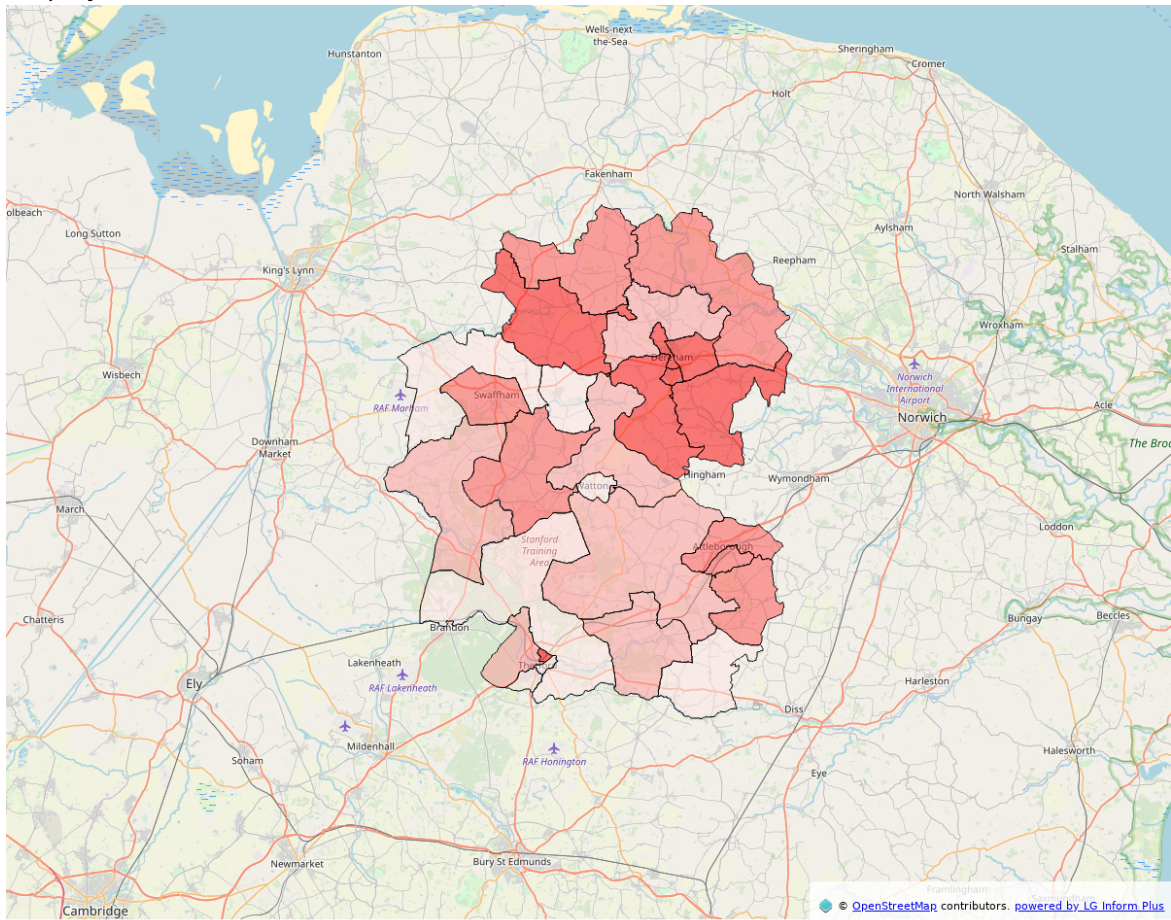 Wells-next-
the-Sea
Hunstanton
Sheringham
Cromer
Holt
Fakenham
North Walsham
olbeach
Long Sutton
Aylsham
Stalham
King's Lynn
Reepham
Wroxham
Wisbech
Dereham
Norwich
International
Airport
Swaffham
RAF Marham
Acle
Norwich
Downham
Market
The Broa
Hingham
Wymondham
Watton
March
Loddon
Stanford
Training
Area
Attleborough
Chatteris
Bungay
Beccles
Brandon
Lakenheath
Thetford
Ely
RAF Lakenheath
Harleston
Diss
Mildenhall
Halesworth
Soham
RAF Honington
Eye
Newmarket
Bury St Edmunds
Framlingham
Cambridge
© OpenStreetMap contributors. powered by LG Inform Plus